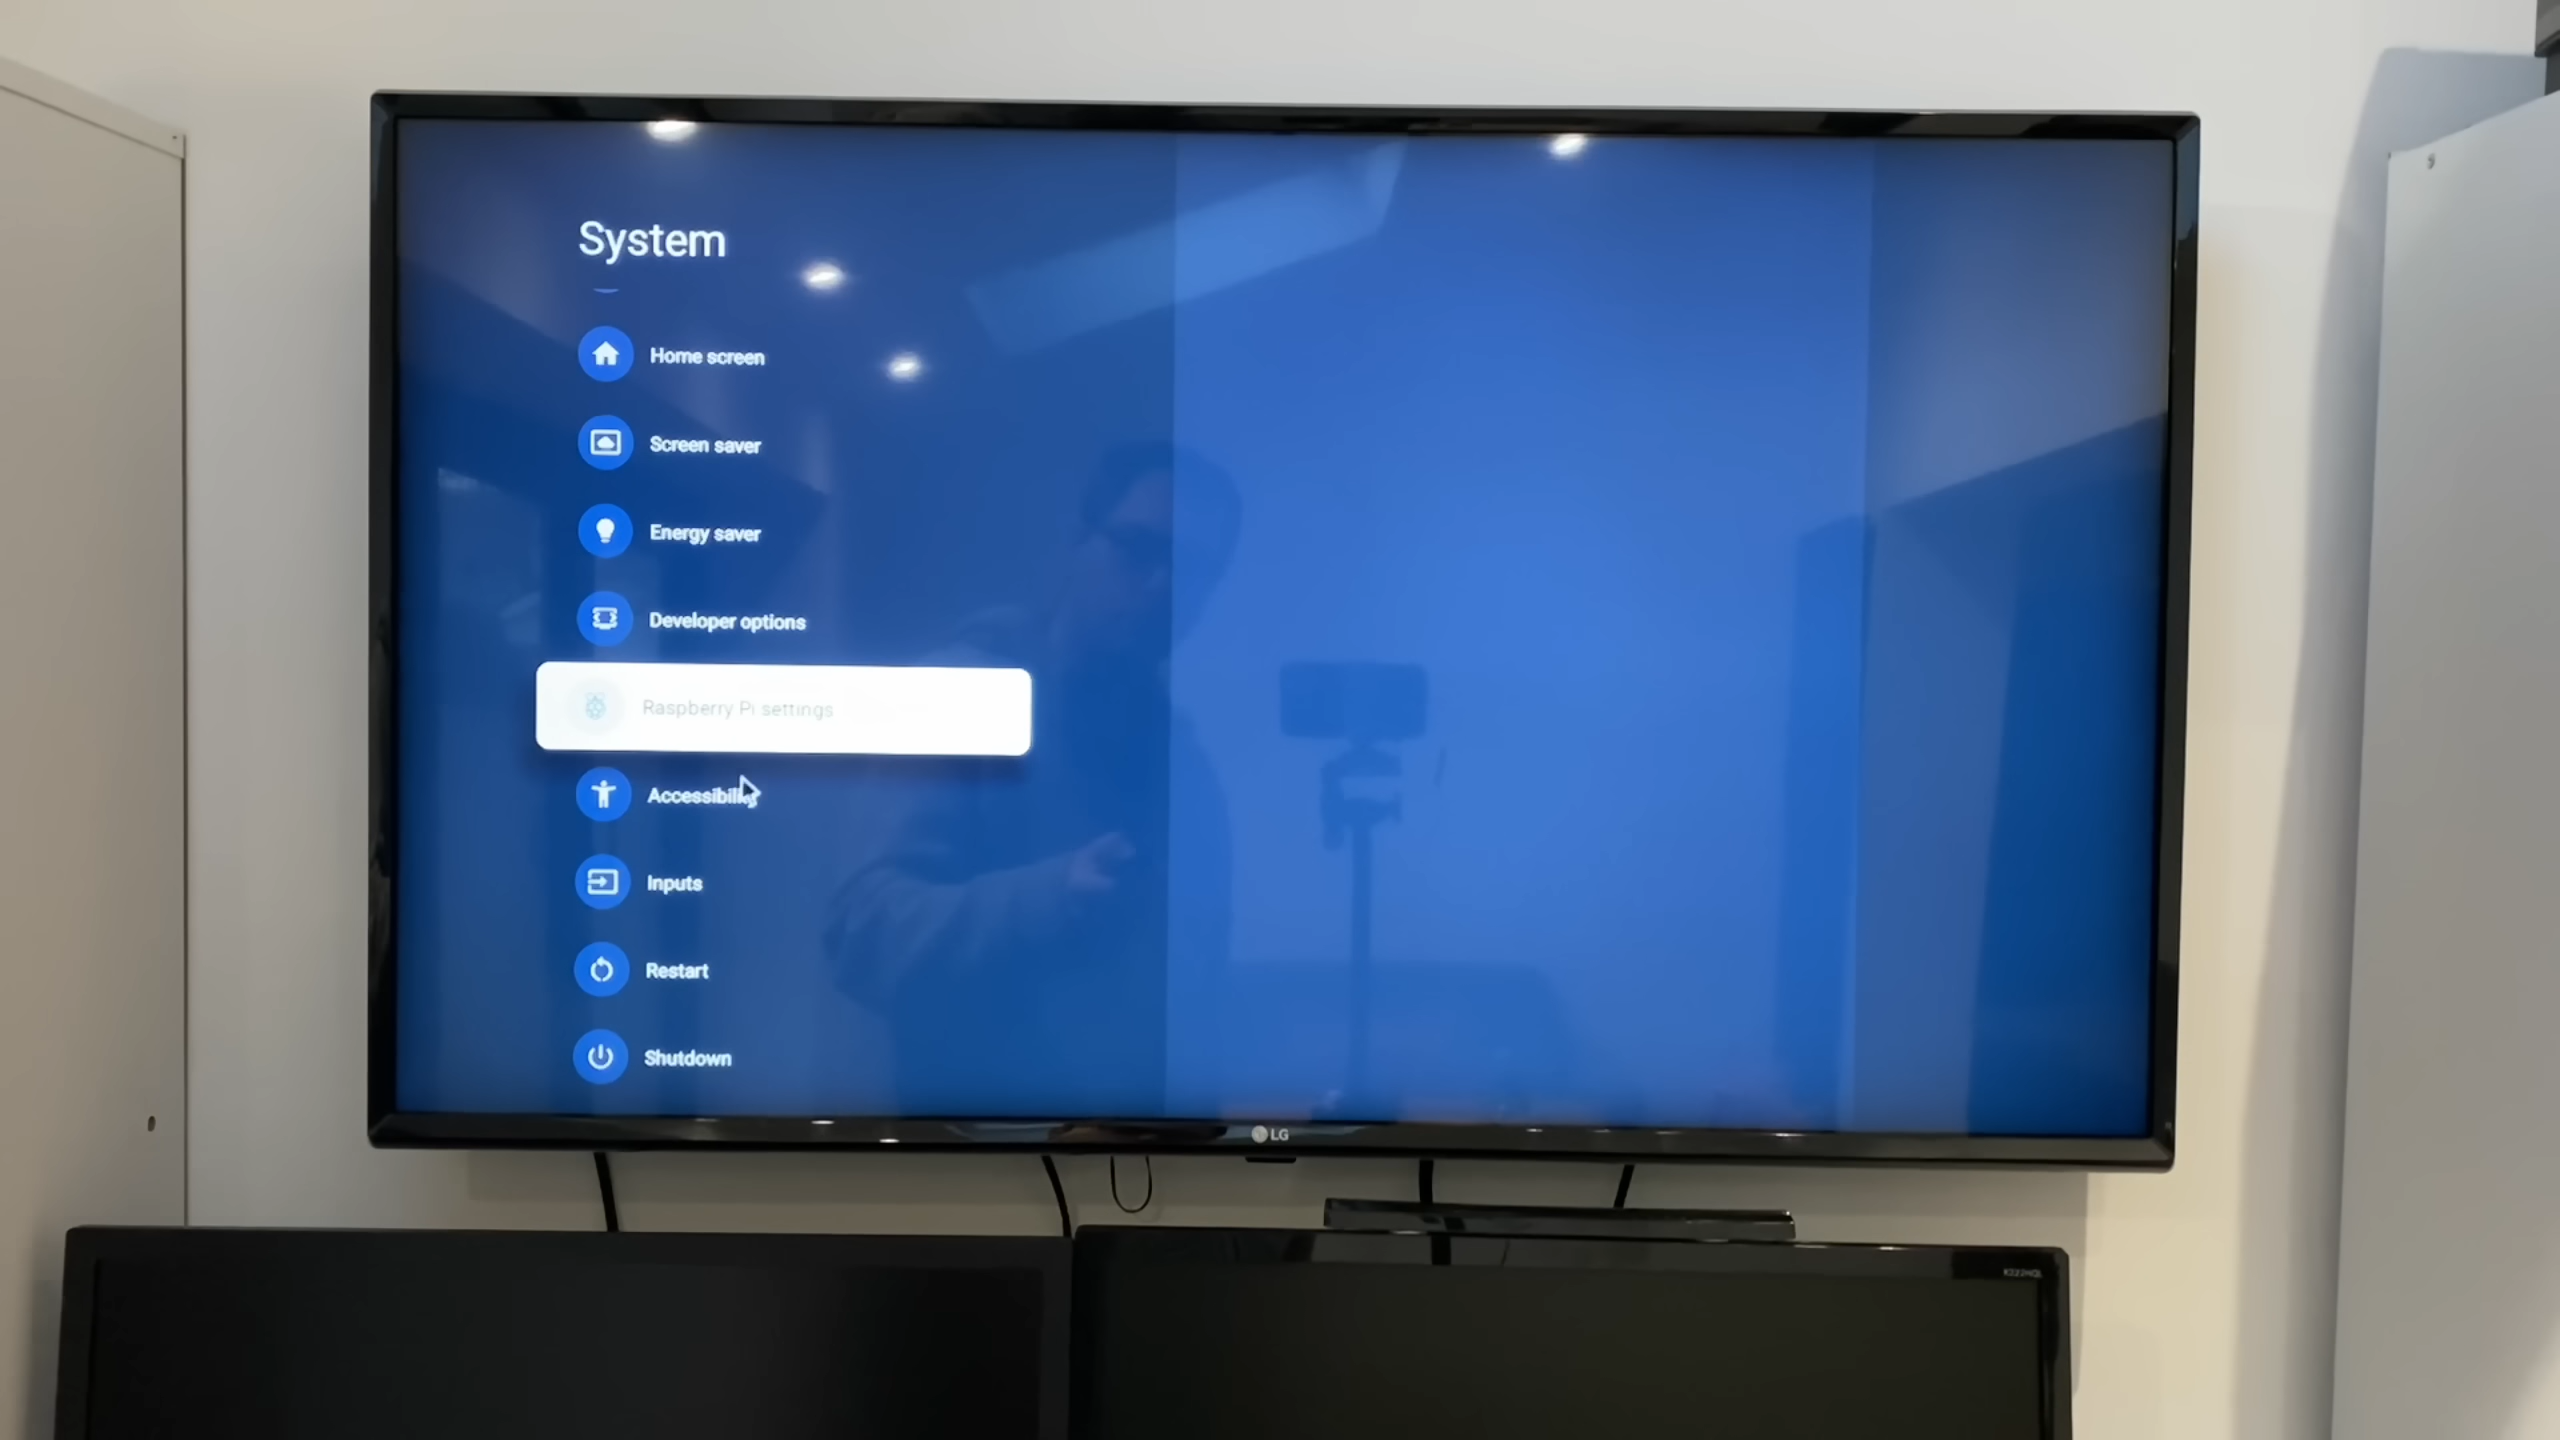 System
Home screen
Screen saver
Energy saver
Developer options
Raspberry Pi settings
Accessibility
Inputs
Restart
Shutdown
LG